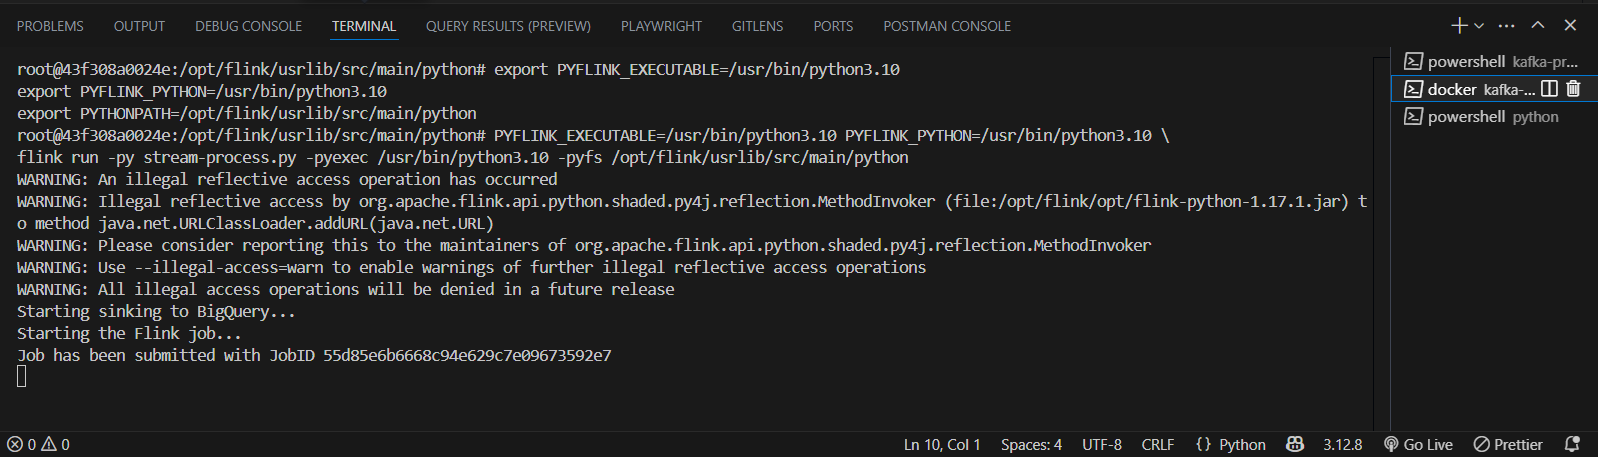 PROBLEMS OUTPUT DEBUG CONSOLE TERMINAL QUERY RESULTS (PREVIEW) PLAYWRIGHT GITLENS PORTS POSTMAN CONSOLE
root@43f308a0024e:/opt/flink/usrlib/src/main/python# export PYFLINK_EXECUTABLE=/usr/bin/python3.10
export PYFLINK_PYTHON=/usr/bin/python3.10
export PYTHONPATH=/opt/flink/usrlib/src/main/python
root@43f308a0024e:/opt/flink/usrlib/src/main/python# PYFLINK_EXECUTABLE=/usr/bin/python3.10 PYFLINK_PYTHON=/usr/bin/python3.10 \
flink run -py stream-process.py -pyexec /usr/bin/python3.10 -pyfs /opt/flink/usrlib/src/main/python
WARNING: An illegal reflective access operation has occurred
WARNING: Illegal reflective access by org.apache.flink.api.python.shaded.py4j.reflection.MethodInvoker (file:/opt/flink/opt/flink-python-1.17.1.jar) t
o method java.net.URLClassLoader.addURL(java.net.URL)
WARNING: Please consider reporting this to the maintainers of org.apache.flink.api.python.shaded.py4j.reflection.MethodInvoker
WARNING: Use --illegal-access=warn to enable warnings of further illegal reflective access operations
WARNING: All illegal access operations will be denied in a future release
Starting sinking to BigQuery...
Starting the Flink job...
Job has been submitted with JobID 55d85e6b6668c94e629c7e09673592e7
powershell kafka-pr...
docker kafka-...
powershell python
0 0 Ln 10, Col 1 Spaces: 4 UTF-8 CRLF {} Python 3.12.8 Go Live Prettier